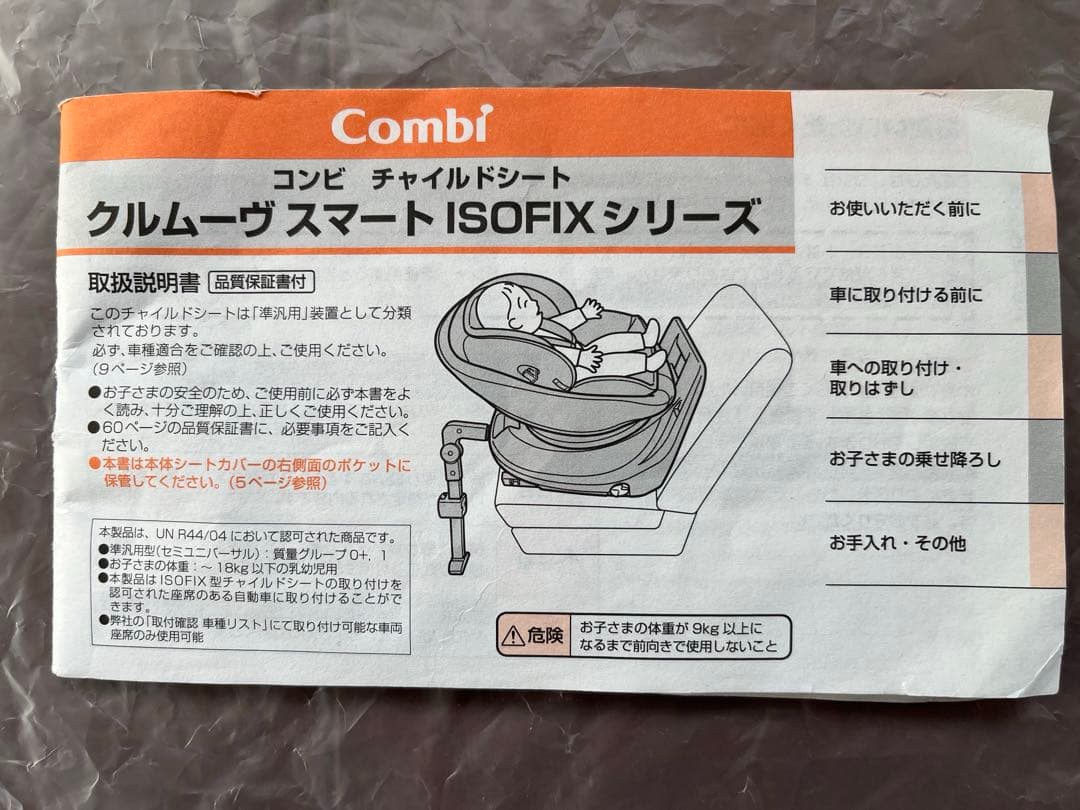 Combi
コンビ チャイルドシート
クルムーヴ スマート ISOFIXシリーズ
取扱説明書 品質保証書付
このチャイルドシートは「準汎用」装置として分類
されております。
必ず、車種適合をご確認の上、ご使用ください。
(9ページ参照)
●お子さまの安全のため、ご使用前に必ず本書をよ
く読み、十分ご理解の上、正しくご使用ください。
●60ページの品質保証書に、必要事項をご記入く
ださい。
●本書は本体シートカバーの右側面のポケットに
保管してください。(5ページ参照)
本製品は、UN R44/04 において認可された商品です。
●準汎用型(セミユニバーサル):質量グループ 0+, 1
●お子さまの体重:~ 18kg 以下の乳幼児用
●本製品は ISOFIX 型チャイルドシートの取り付けを
認可された座席のある自動車に取り付けることがで
きます。
●弊社の「取付確認 車種リスト」にて取り付け可能な車両
座席のみ使用可能
危険
お子さまの体重が 9kg 以上に
なるまで前向きで使用しないこと
お使いいただく前に
車に取り付ける前に
車への取り付け・
取りはずし
お子さまの乗せ降ろし
お手入れ・その他